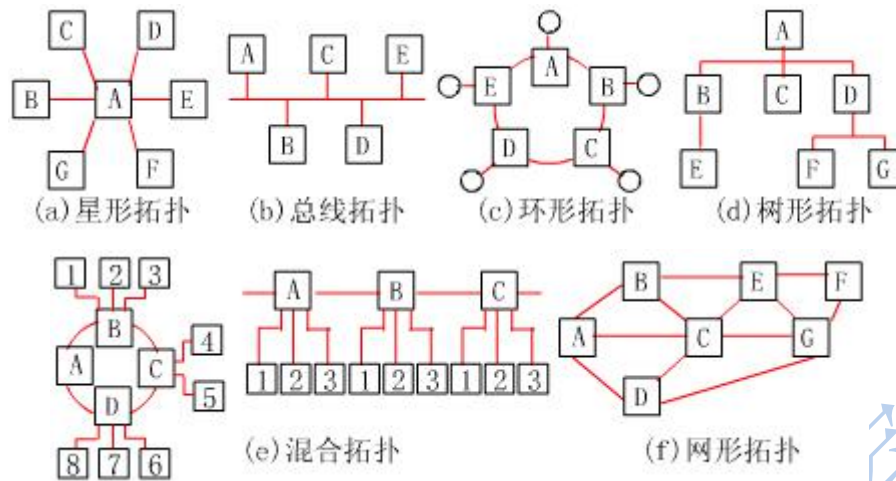 C D
B A E
G F
(a)星形拓扑
A C E
B D
(b)总线拓扑
A
E B
D C
(c)环形拓扑
A
B C D
E F G
(d)树形拓扑
1 2 3
B
A C 4
5
D
8 7 6
A B C
1 2 3 1 2 3 1 2 3
(e)混合拓扑
B E F
A C G
D
(f)网形拓扑